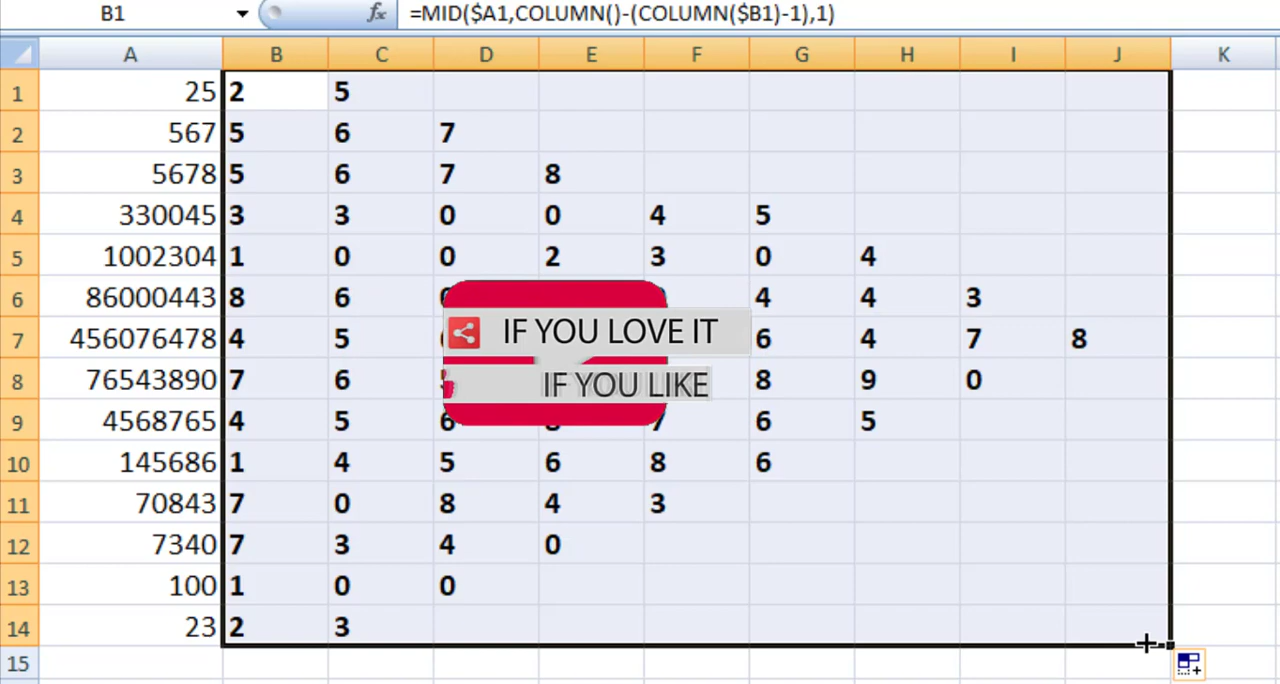 B1 fx =MID($A1,COLUMN()-(COLUMN($B1)-1),1)
A B C D E F G H I J K
1 25 2 5
2 567 5 6 7
3 5678 5 6 7 8
4 330045 3 3 0 0 4 5
5 1002304 1 0 0 2 3 0 4
6 86000443 8 6 4 4 3
IF YOU LOVE IT
7 456076478 4 5 6 4 7 8
IF YOU LIKE
8 76543890 7 6 8 9 0
9 4568765 4 5 6 8 7 6 5
10 145686 1 4 5 6 8 6
11 70843 7 0 8 4 3
12 7340 7 3 4 0
13 100 1 0 0
14 23 2 3
15